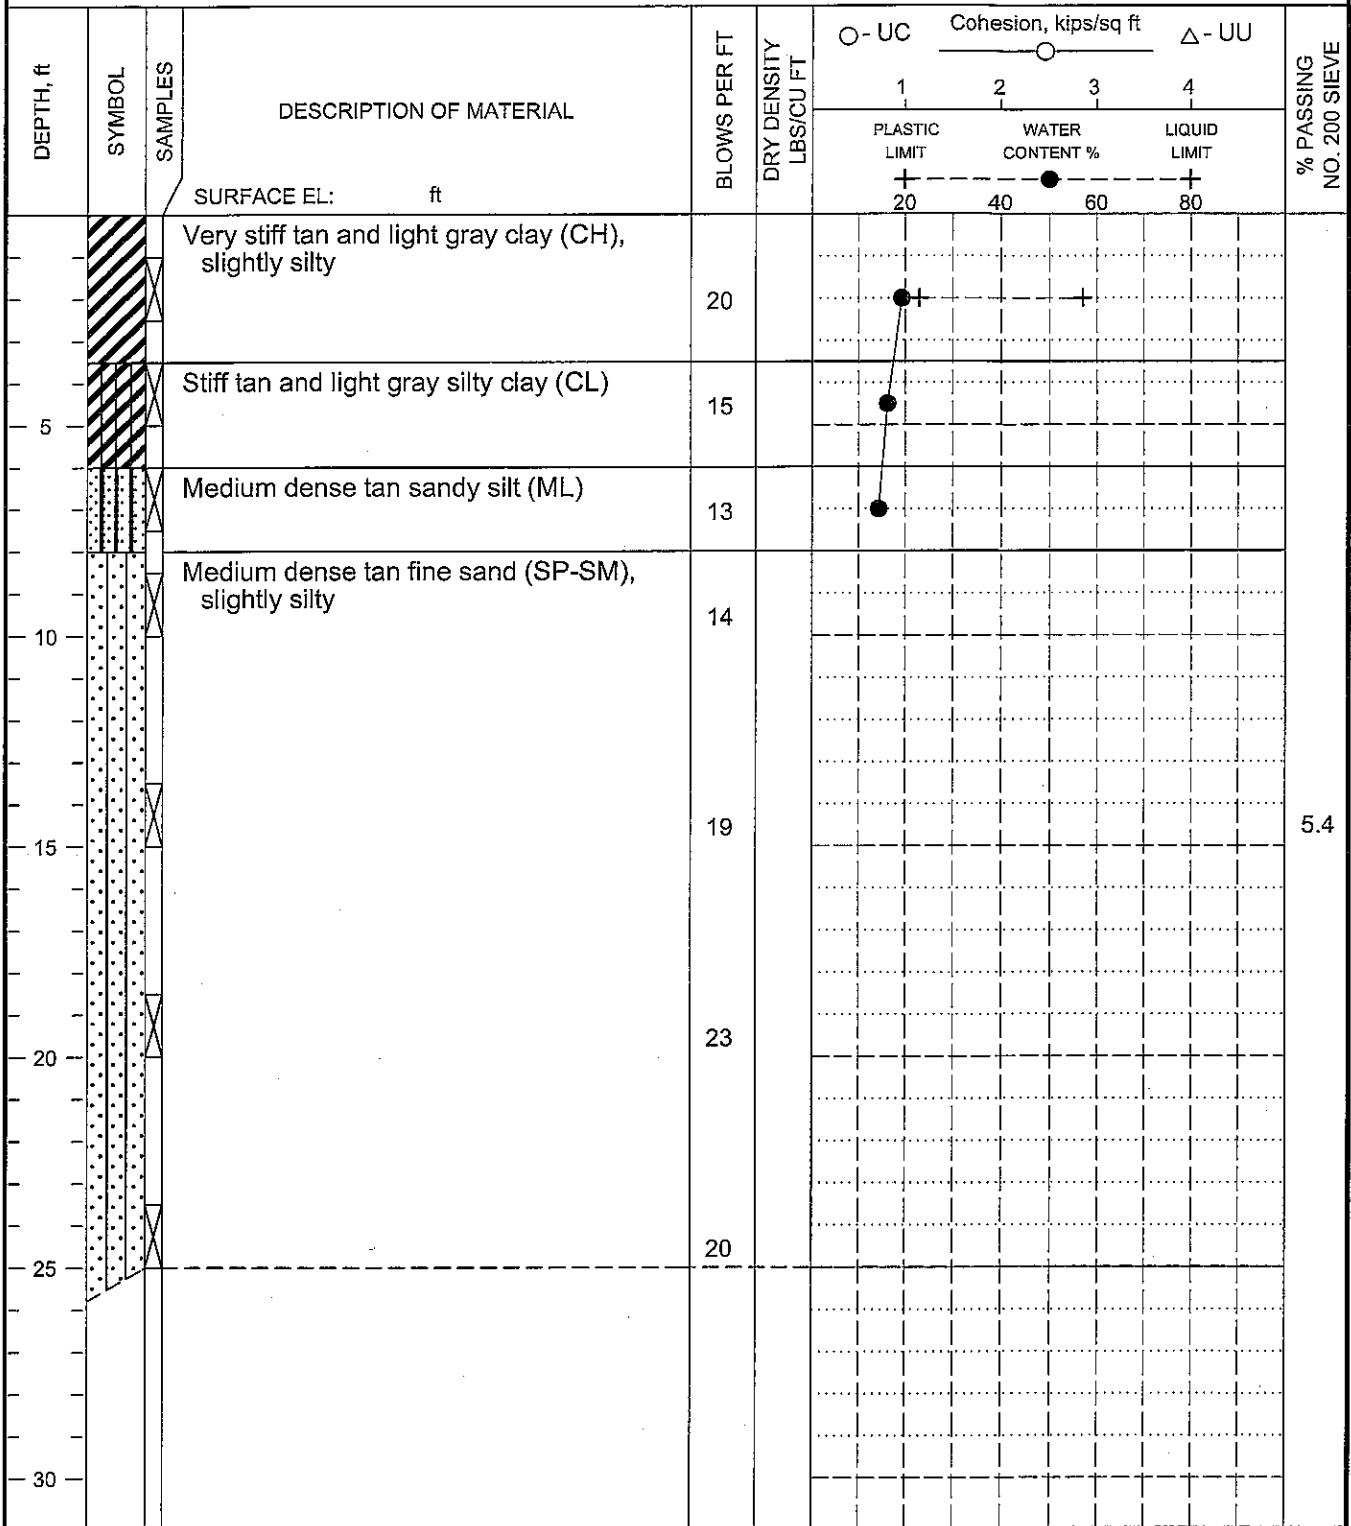 DEPTH, ft
SYMBOL
SAMPLES
DESCRIPTION OF MATERIAL
SURFACE EL: ft
BLOWS PER FT
DRY DENSITY
LBS/CU FT
- UC Cohesion, kips/sq ft - UU
1 2 3 4
PLASTIC WATER LIQUID
LIMIT CONTENT % LIMIT
20 40 60 80
% PASSING
NO. 200 SIEVE
Very stiff tan and light gray clay (CH),
slightly silty
20
Stiff tan and light gray silty clay (CL)
15
5
Medium dense tan sandy silt (ML)
13
Medium dense tan fine sand (SP-SM),
slightly silty
14
10
19 5.4
15
23
20
20
25
30